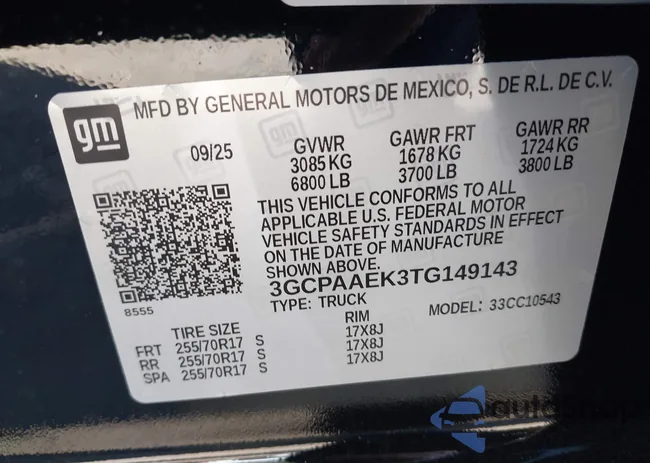 gm
MFD BY GENERAL MOTORS DE MEXICO, S. DE R.L. DE C.V.
09/25
GVWR
3085 KG
6800 LB
GAWR FRT
1678 KG
3700 LB
GAWR RR
1724 KG
3800 LB
THIS VEHICLE CONFORMS TO ALL
APPLICABLE U.S. FEDERAL MOTOR
VEHICLE SAFETY STANDARDS IN EFFECT
ON THE DATE OF MANUFACTURE
SHOWN ABOVE.
3GCPAAEK3TG149143
TYPE: TRUCK
MODEL: 33CC10543
8555
TIRE SIZE
RIM
FRT 255/70R17 S 17X8J
RR 255/70R17 S 17X8J
SPA 255/70R17 S 17X8J